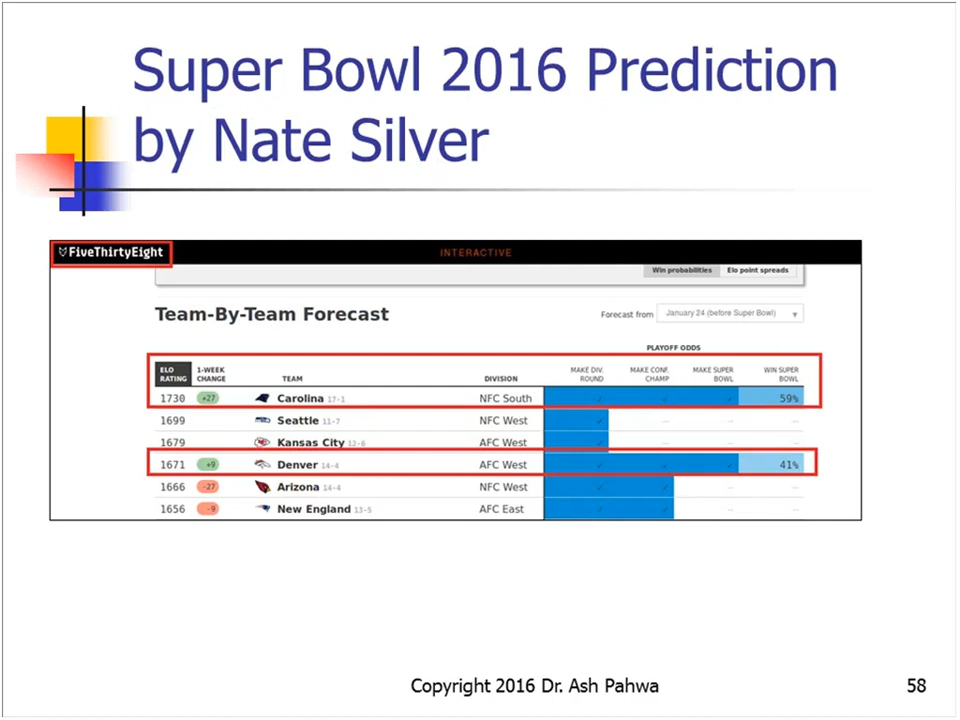 Super Bowl 2016 Prediction
by Nate Silver
FiveThirtyEight INTERACTIVE
Win probabilities Elo point spreads
Team-By-Team Forecast
Forecast from January 24 (before Super Bowl) ▼
PLAYOFF ODDS
ELO 1-WEEK MAKE DIV. MAKE CONF. MAKE SUPER WIN SUPER
RATING CHANGE TEAM DIVISION ROUND CHAMP BOWL BOWL
1730 +27 Carolina 17-1 NFC South ✓ ✓ ✓ 59%
1699 Seattle 11-7 NFC West ✓ — — —
1679 Kansas City 12-6 AFC West ✓ — — —
1671 +9 Denver 14-4 AFC West ✓ ✓ ✓ 41%
1666 -27 Arizona 14-4 NFC West ✓ ✓ — —
1656 -9 New England 13-5 AFC East ✓ ✓ — —
Copyright 2016 Dr. Ash Pahwa 58